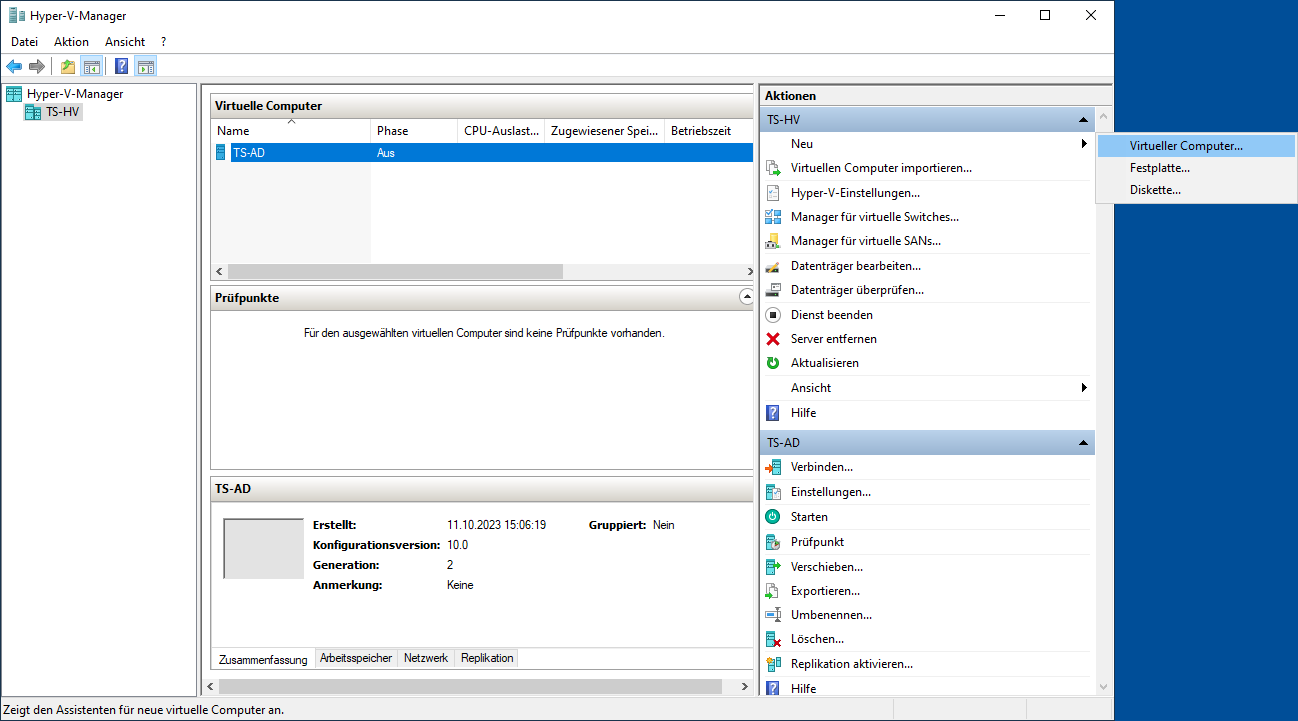 Hyper-V-Manager
Datei Aktion Ansicht ?
Hyper-V-Manager
TS-HV
Virtuelle Computer
Name Phase CPU-Auslast... Zugewiesener Spei... Betriebszeit
TS-AD Aus
Prüfpunkte
Für den ausgewählten virtuellen Computer sind keine Prüfpunkte vorhanden.
TS-AD
Erstellt: 11.10.2023 15:06:19 Gruppiert: Nein
Konfigurationsversion: 10.0
Generation: 2
Anmerkung: Keine
Zusammenfassung Arbeitsspeicher Netzwerk Replikation
Aktionen
TS-HV
Neu
Virtuellen Computer importieren...
Hyper-V-Einstellungen...
Manager für virtuelle Switches...
Manager für virtuelle SANs...
Datenträger bearbeiten...
Datenträger überprüfen...
Dienst beenden
Server entfernen
Aktualisieren
Ansicht
Hilfe
TS-AD
Verbinden...
Einstellungen...
Starten
Prüfpunkt
Verschieben...
Exportieren...
Umbenennen...
Löschen...
Replikation aktivieren...
Hilfe
Virtueller Computer...
Festplatte...
Diskette...
Zeigt den Assistenten für neue virtuelle Computer an.